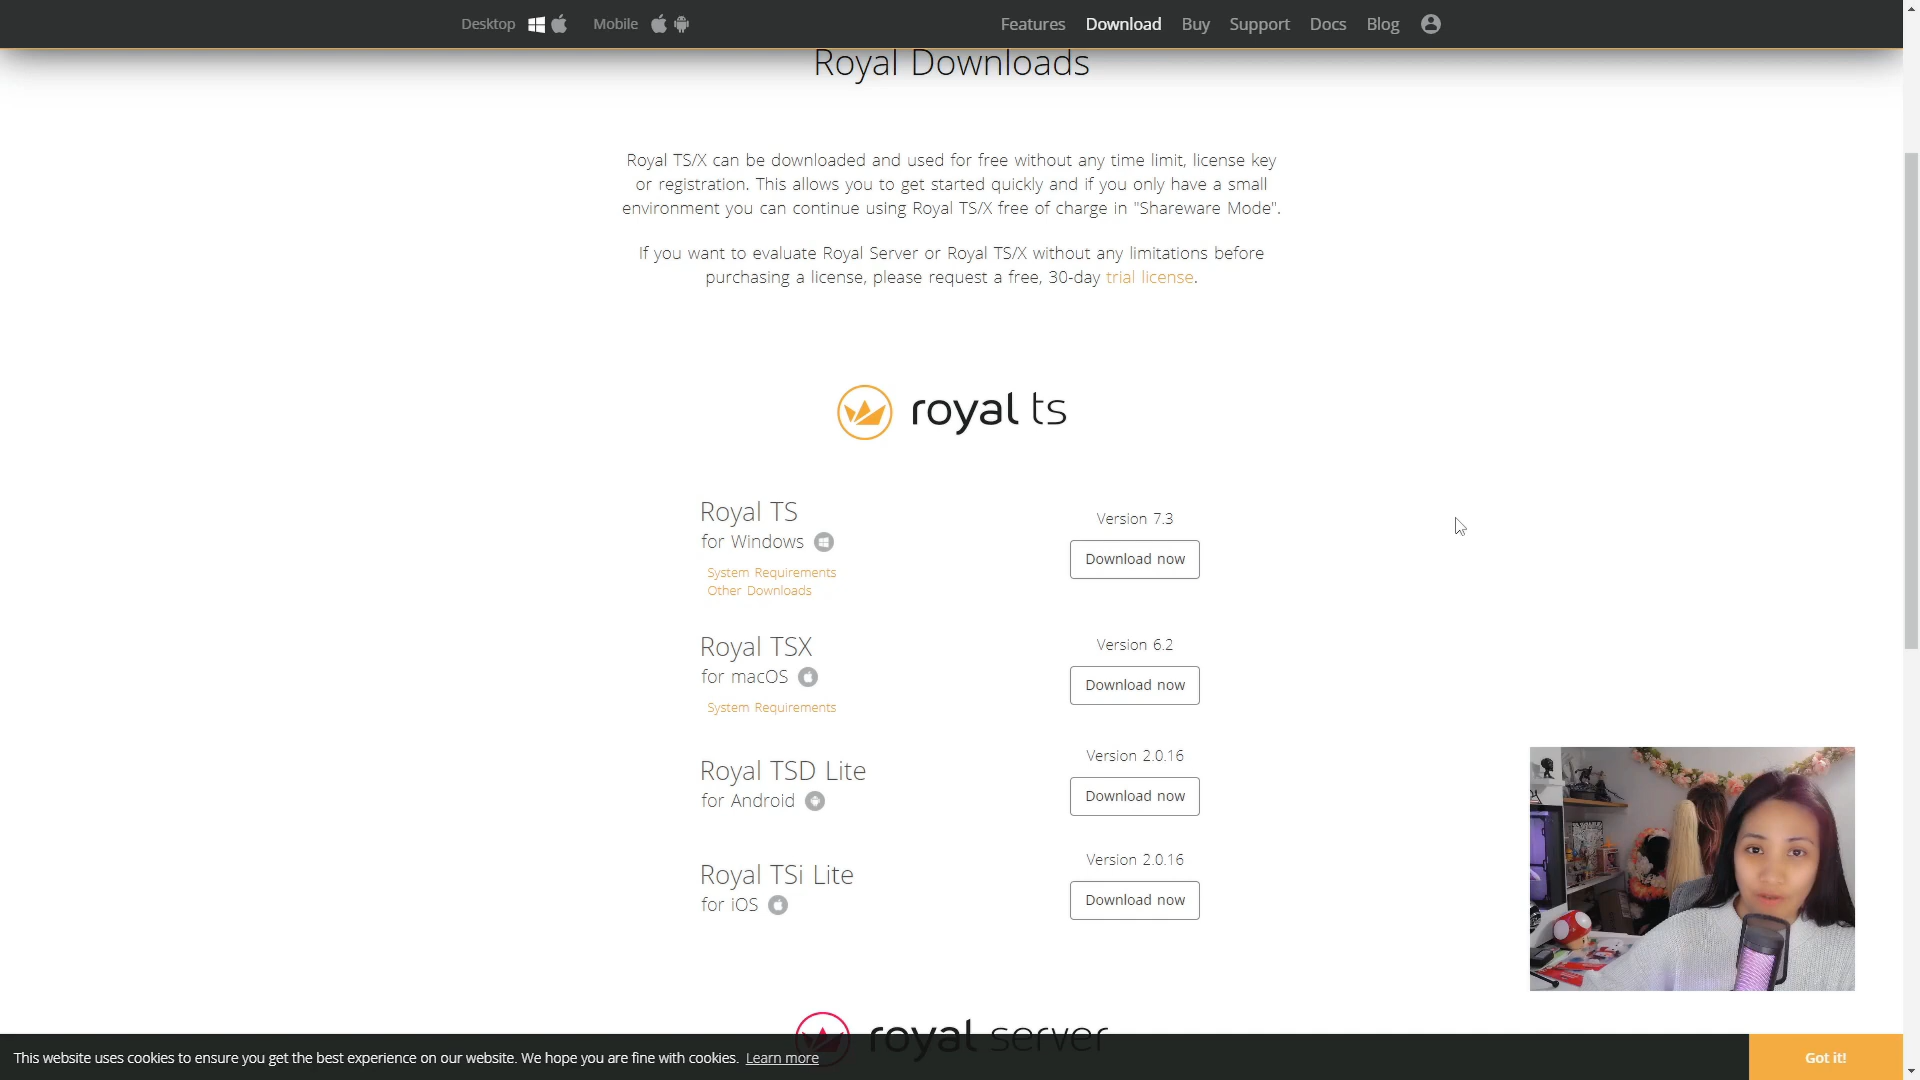 Desktop Mobile Features Download Buy Support Docs Blog
Royal Downloads
Royal TS/X can be downloaded and used for free without any time limit, license key
or registration. This allows you to get started quickly and if you only have a small
environment you can continue using Royal TS/X free of charge in "Shareware Mode".
If you want to evaluate Royal Server or Royal TS/X without any limitations before
purchasing a license, please request a free, 30-day trial license.
royal ts
Royal TS
for Windows
System Requirements
Other Downloads
Version 7.3
Download now
Royal TSX
for macOS
System Requirements
Version 6.2
Download now
Royal TSD Lite
for Android
Version 2.0.16
Download now
Royal TSi Lite
for iOS
Version 2.0.16
Download now
royal server
This website uses cookies to ensure you get the best experience on our website. We hope you are fine with cookies. Learn more
Got it!